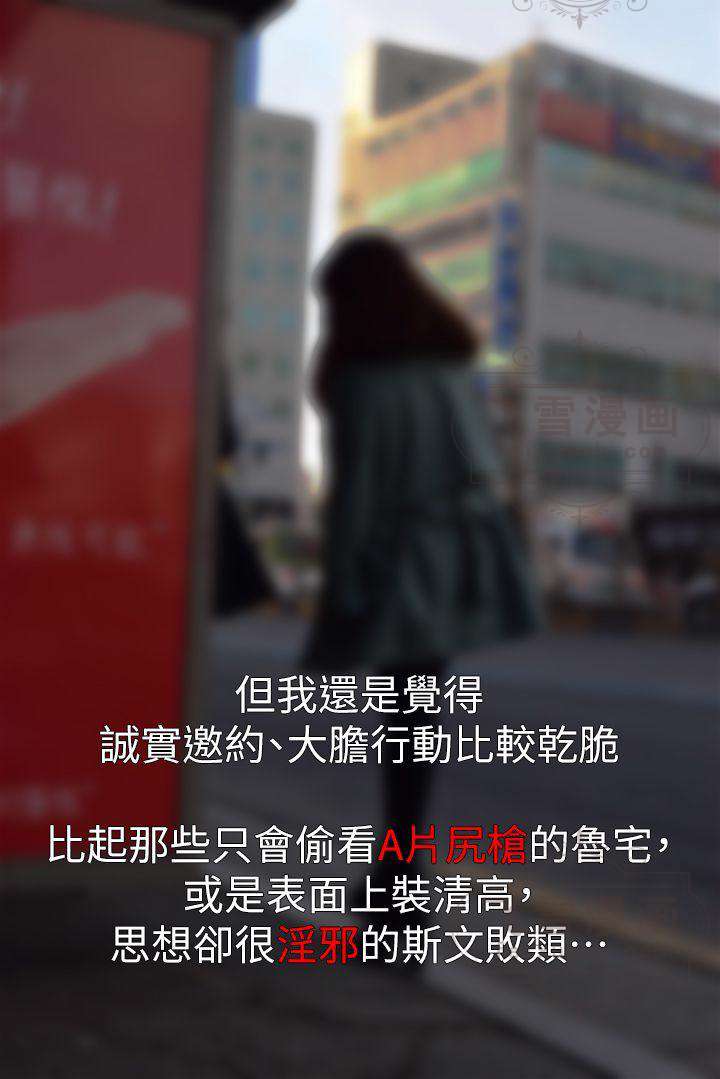 雪漫画
但我還是覺得
誠實邀約、大膽行動比較乾脆
比起那些只會偷看A片尻槍的魯宅，
或是表面上裝清高，
思想卻很淫邪的斯文敗類…